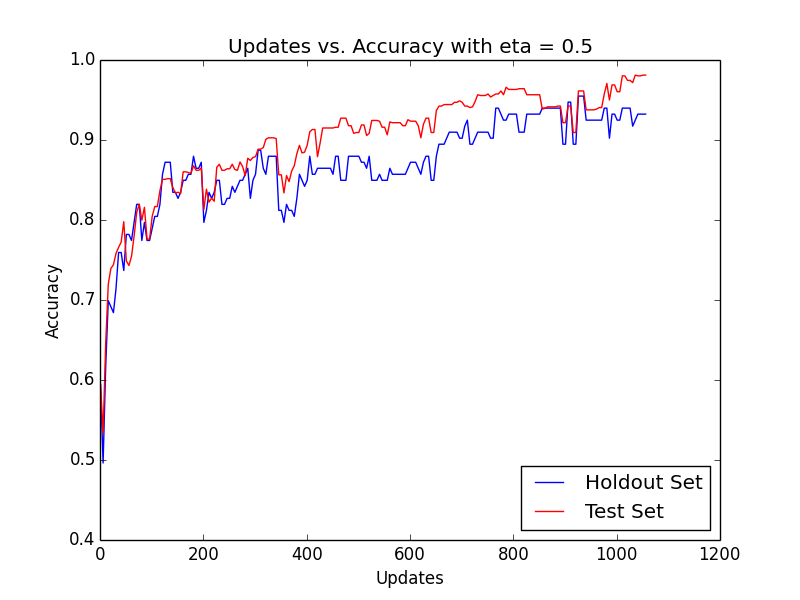 Updates vs. Accuracy with eta = 0.5
1.0
0.9
0.8
0.7
0.6
0.5
0.4
Accuracy
Holdout Set
Test Set
0 200 400 600 800 1000 1200
Updates